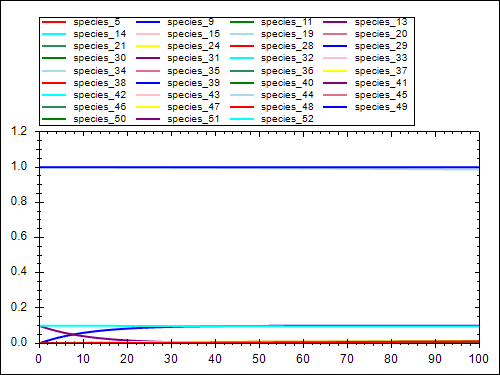 species_5 species_9 species_11 species_13
species_14 species_15 species_19 species_20
species_21 species_24 species_28 species_29
species_30 species_31 species_32 species_33
species_34 species_35 species_36 species_37
species_38 species_39 species_40 species_41
species_42 species_43 species_44 species_45
species_46 species_47 species_48 species_49
species_50 species_51 species_52
1.2
1.0
0.8
0.6
0.4
0.2
0.0
0 10 20 30 40 50 60 70 80 90 100